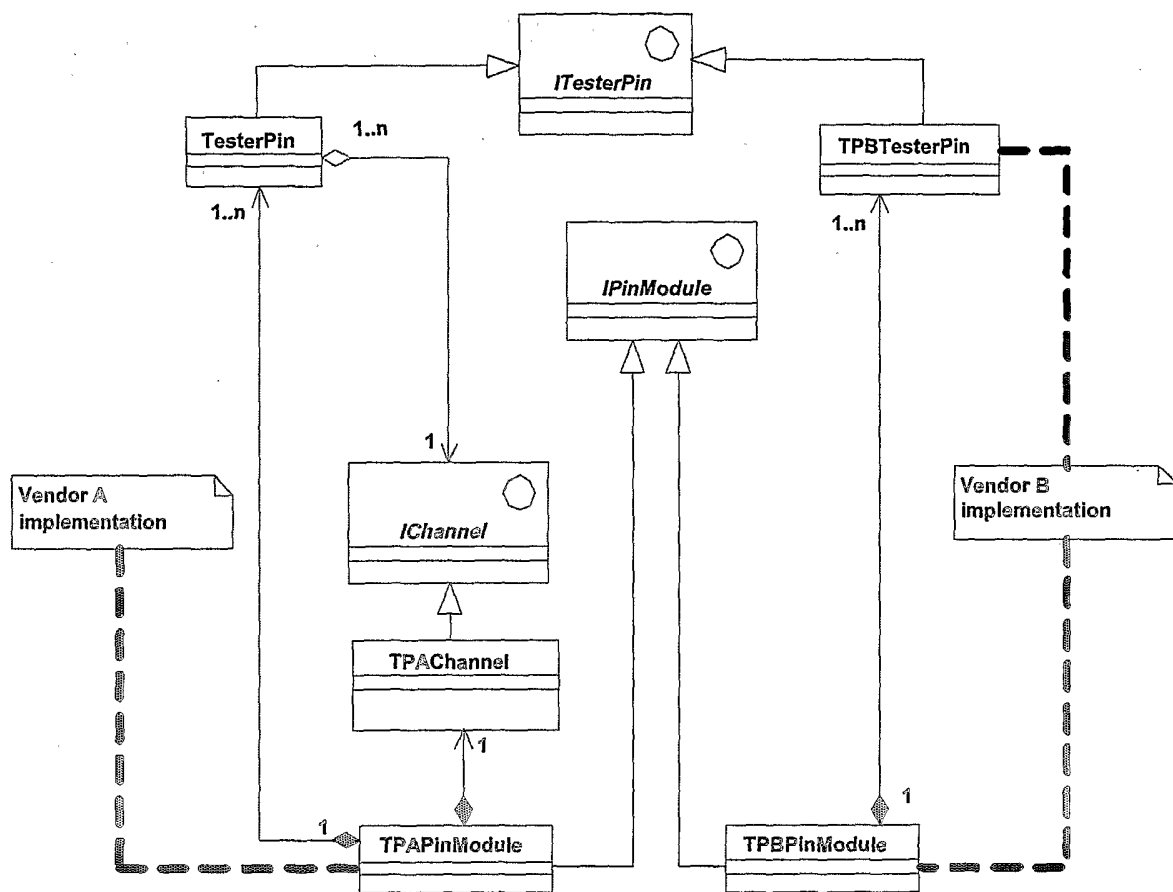 ITesterPin
TesterPin
1..n
TPBTesterPin
1..n
1..n
IPinModule
1
Vendor A
implementation
Vendor B
implementation
IChannel
TPAChannel
1
1
1
TPAPinModule
TPBPinModule